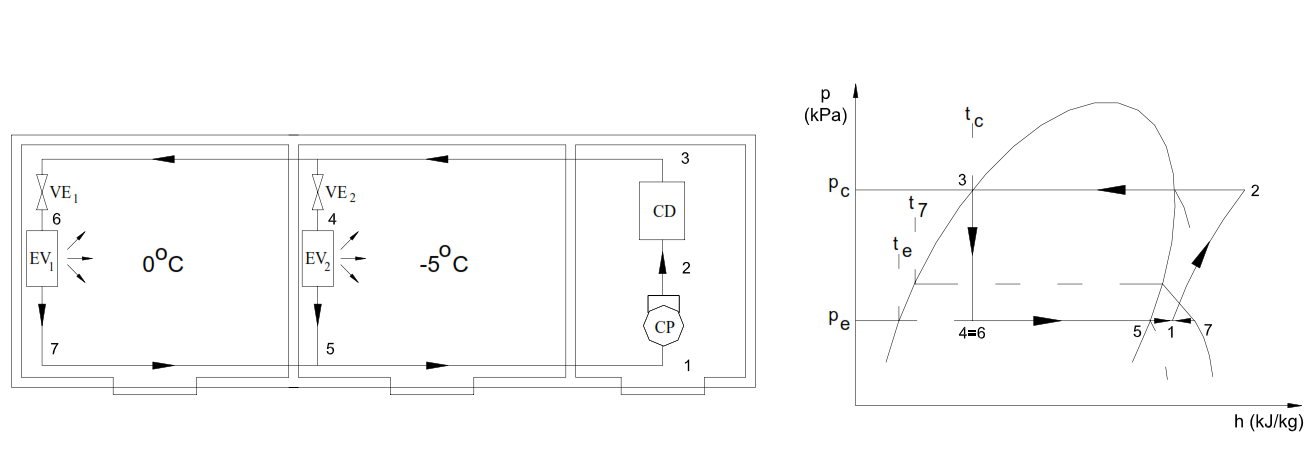 3
VE1
VE2
6
4
CD
EV1
0oC
EV2
-5oC
2
CP
7
5
1
p
(kPa)
tc
pc
3
2
t7
te
pe
4=6
5
1
7
h (kJ/kg)